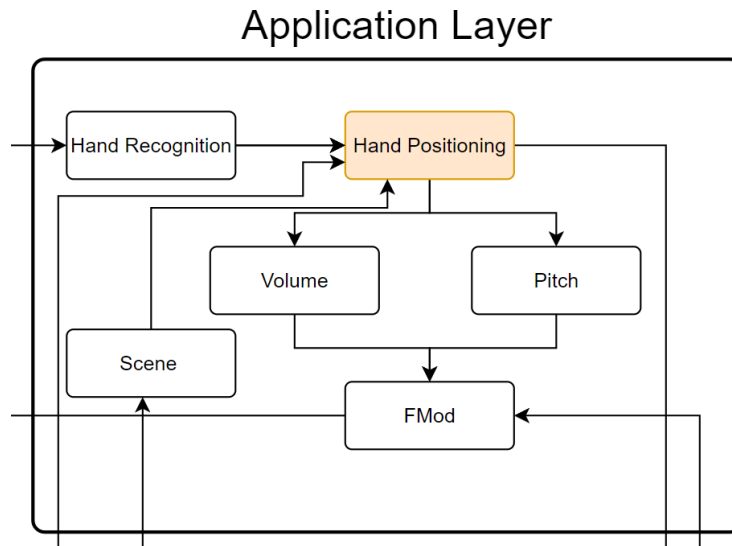 Application Layer
Hand Recognition
Hand Positioning
Volume
Pitch
Scene
FMod